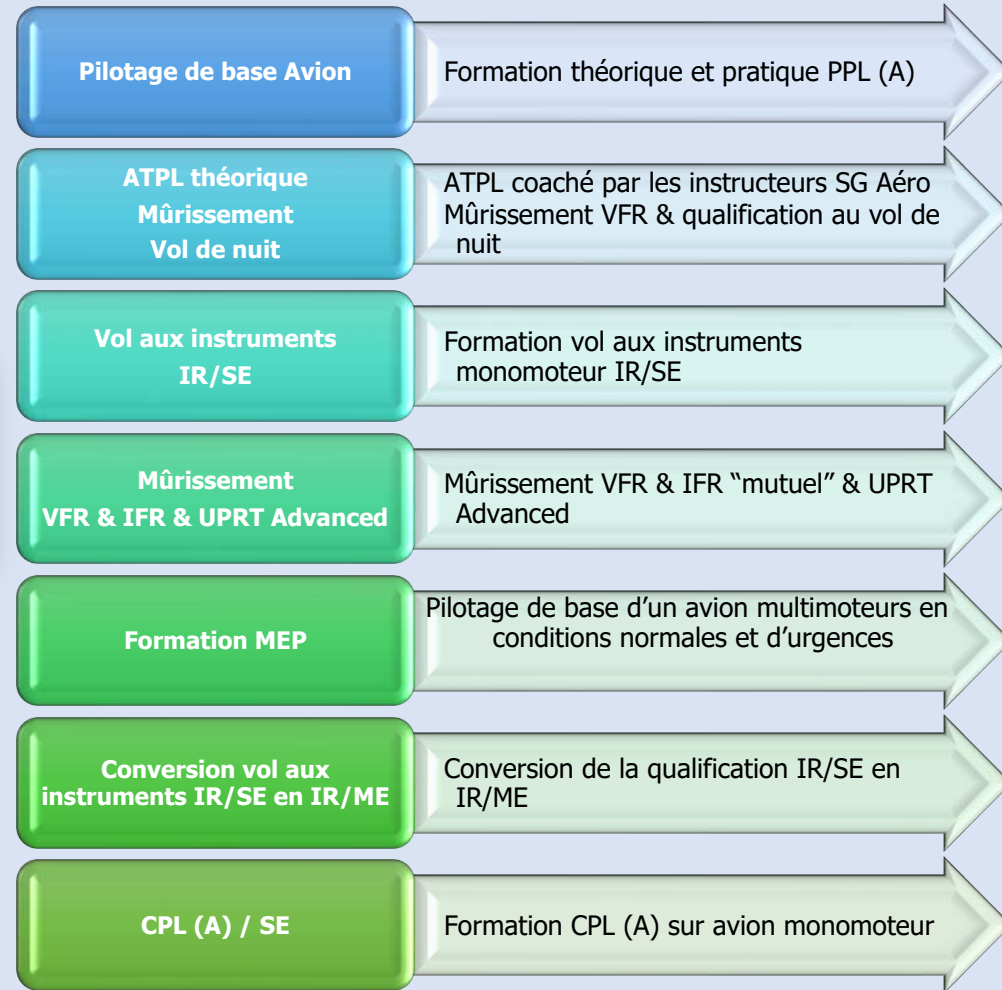 Pilotage de base Avion
Formation théorique et pratique PPL (A)
ATPL théorique
Mûrissement
Vol de nuit
ATPL coaché par les instructeurs SG Aéro
Mûrissement VFR & qualification au vol de
nuit
Vol aux instruments
IR/SE
Formation vol aux instruments
monomoteur IR/SE
Mûrissement
VFR & IFR & UPRT Advanced
Mûrissement VFR & IFR “mutuel” & UPRT
Advanced
Formation MEP
Pilotage de base d’un avion multimoteurs en
conditions normales et d’urgences
Conversion vol aux
instruments IR/SE en IR/ME
Conversion de la qualification IR/SE en
IR/ME
CPL (A) / SE
Formation CPL (A) sur avion monomoteur